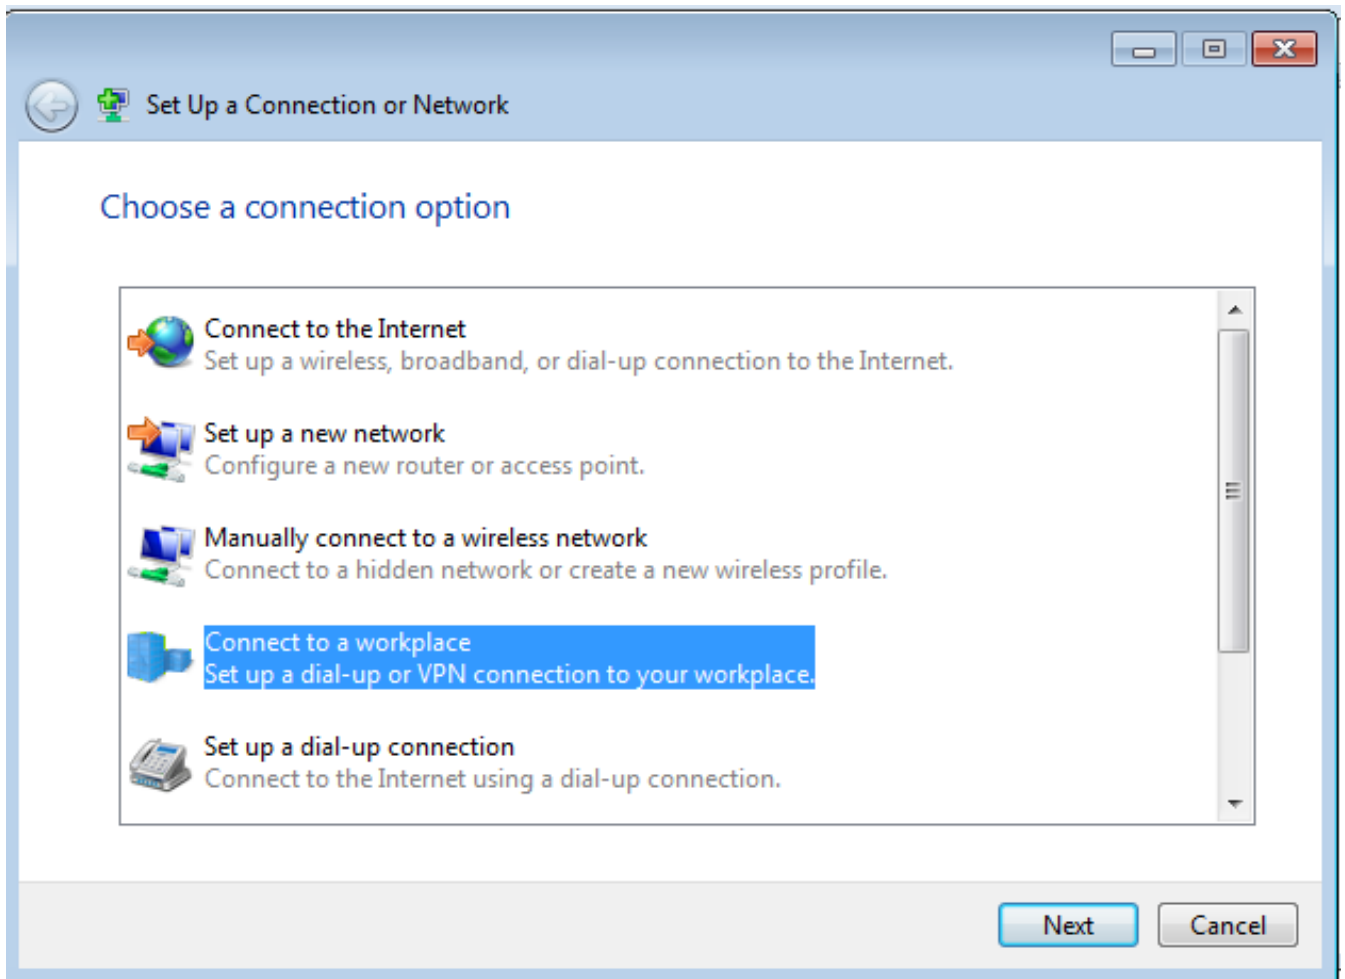 Set Up a Connection or Network
Choose a connection option
Connect to the Internet
Set up a wireless, broadband, or dial-up connection to the Internet.
Set up a new network
Configure a new router or access point.
Manually connect to a wireless network
Connect to a hidden network or create a new wireless profile.
Connect to a workplace
Set up a dial-up or VPN connection to your workplace.
Set up a dial-up connection
Connect to the Internet using a dial-up connection.
Next Cancel